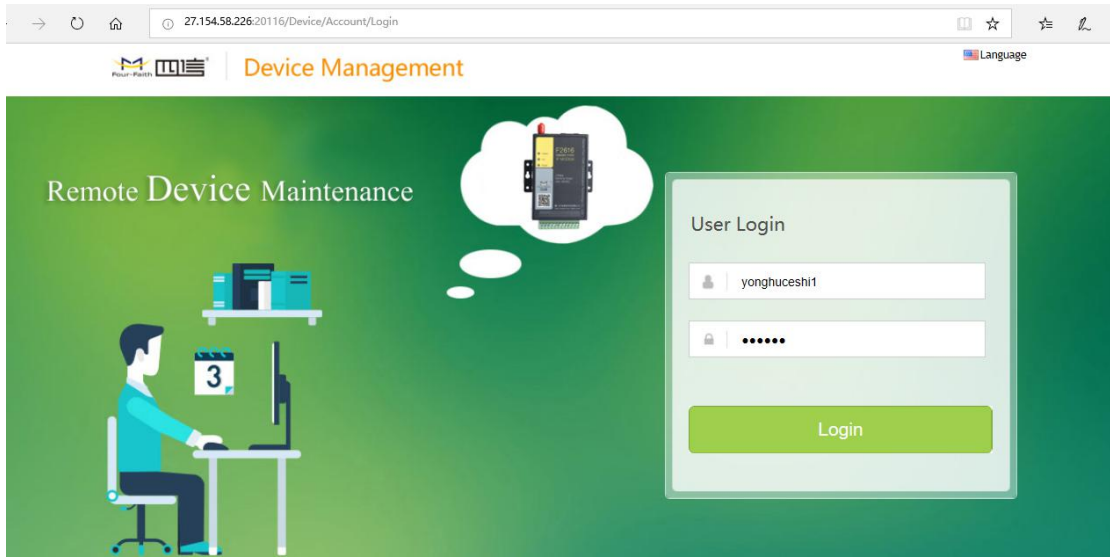 27.154.58.226:20116/Device/Account/Login
Four-Faith 四信
Device Management
Language
Remote Device Maintenance
F2616
User Login
yonghuceshi1
••••••
3
Login